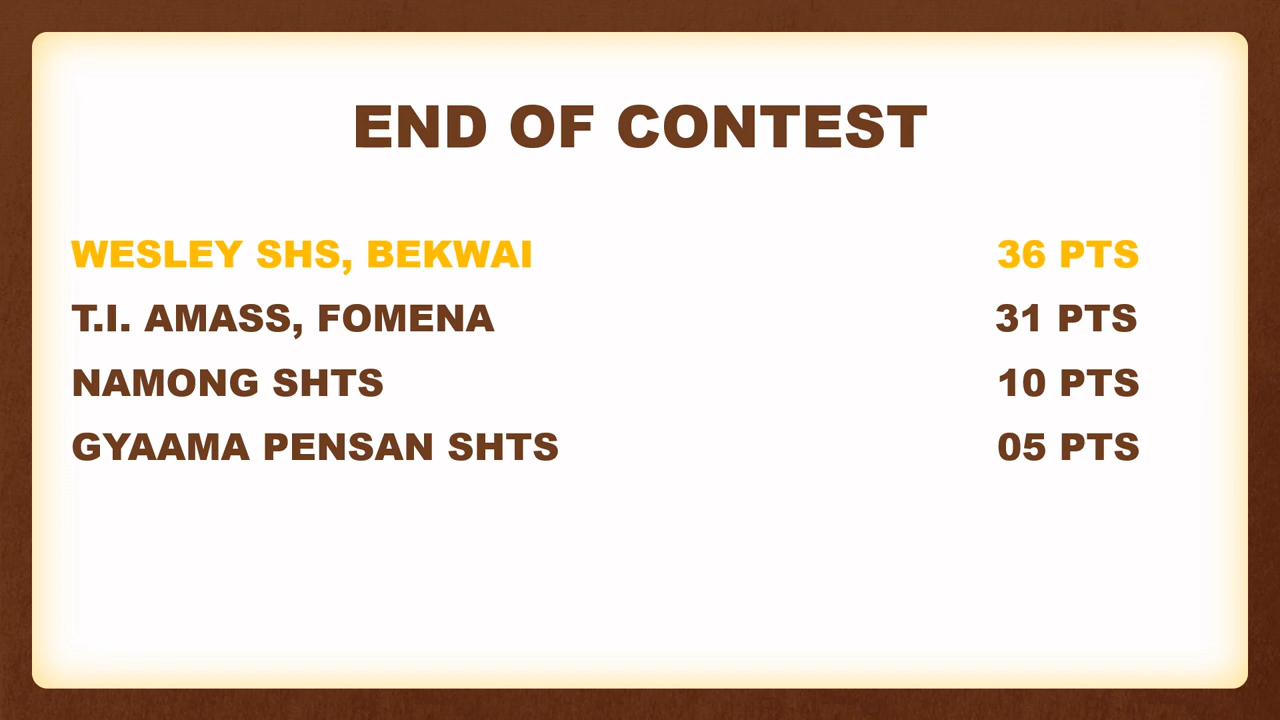 END OF CONTEST
WESLEY SHS, BEKWAI 36 PTS
T.I. AMASS, FOMENA 31 PTS
NAMONG SHTS 10 PTS
GYAAMA PENSAN SHTS 05 PTS